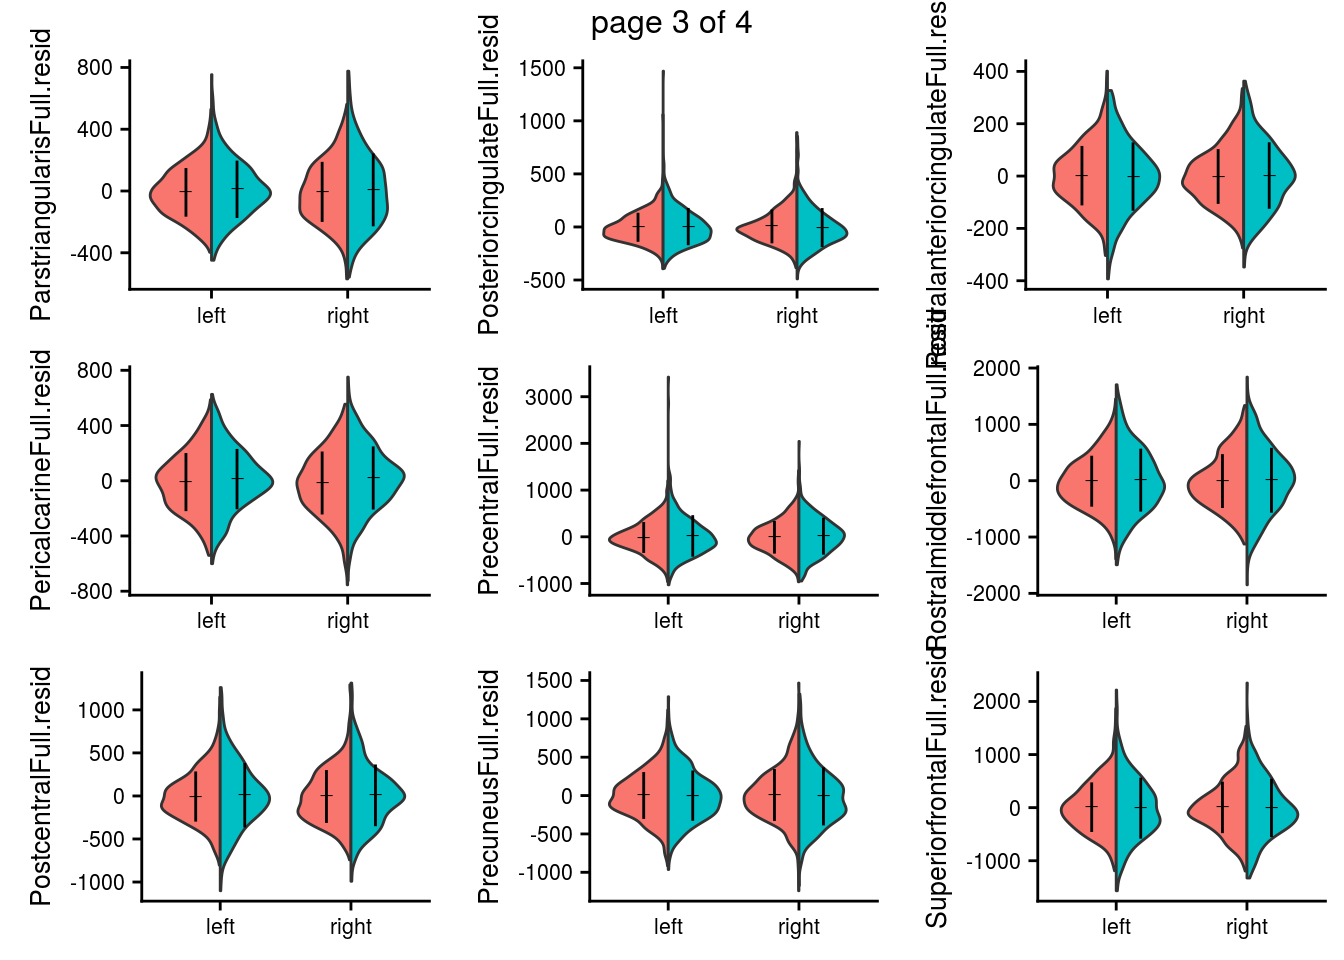 page 3 of 4
ParstriangularisFull.resid
800
400
0
-400
left
right
PosteriorcingulateFull.resid
1500
1000
500
0
-500
left
right
RostralanteriorcingulateFull.resid
400
200
0
-200
-400
left
right
PericalcarineFull.resid
800
400
0
-400
-800
left
right
PrecentralFull.resid
3000
2000
1000
0
-1000
left
right
RostralmiddlefrontalFull.resid
2000
1000
0
-1000
-2000
left
right
PostcentralFull.resid
1000
500
0
-500
-1000
left
right
PrecuneusFull.resid
1500
1000
500
0
-500
-1000
left
right
SuperiorfrontalFull.resid
2000
1000
0
-1000
left
right